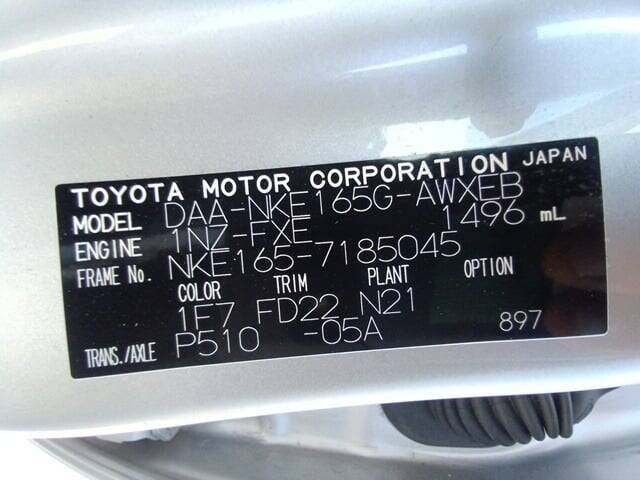 TOYOTA MOTOR CORPORATION JAPAN
MODEL DAA-NKE165G-AWXEB
ENGINE 1NZ-FXE 1496 mL
FRAME No. NKE165-7185045
COLOR TRIM PLANT OPTION
1F7 FD22 N21
TRANS./AXLE P510 -05A 897